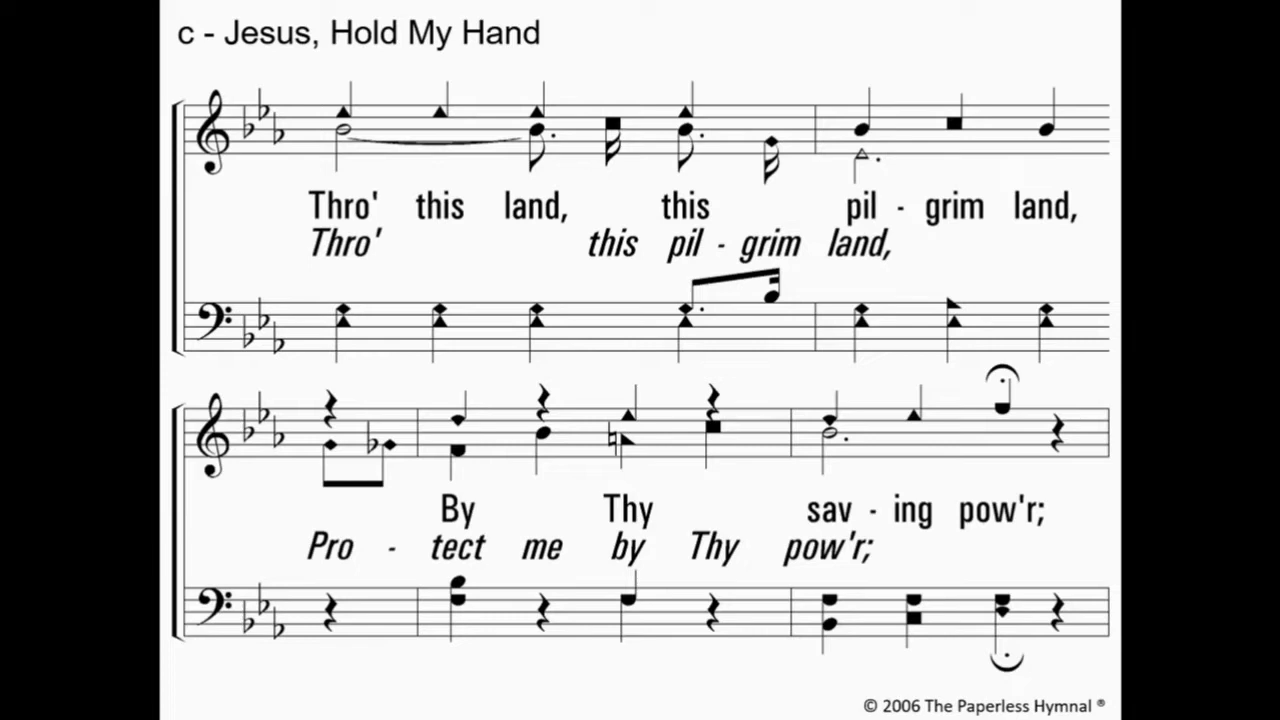 c - Jesus, Hold My Hand
Thro' this land, this pil - grim land,
Thro' this pil - grim land,
By Thy sav - ing pow'r;
Pro - tect me by Thy pow'r;
© 2006 The Paperless Hymnal ®